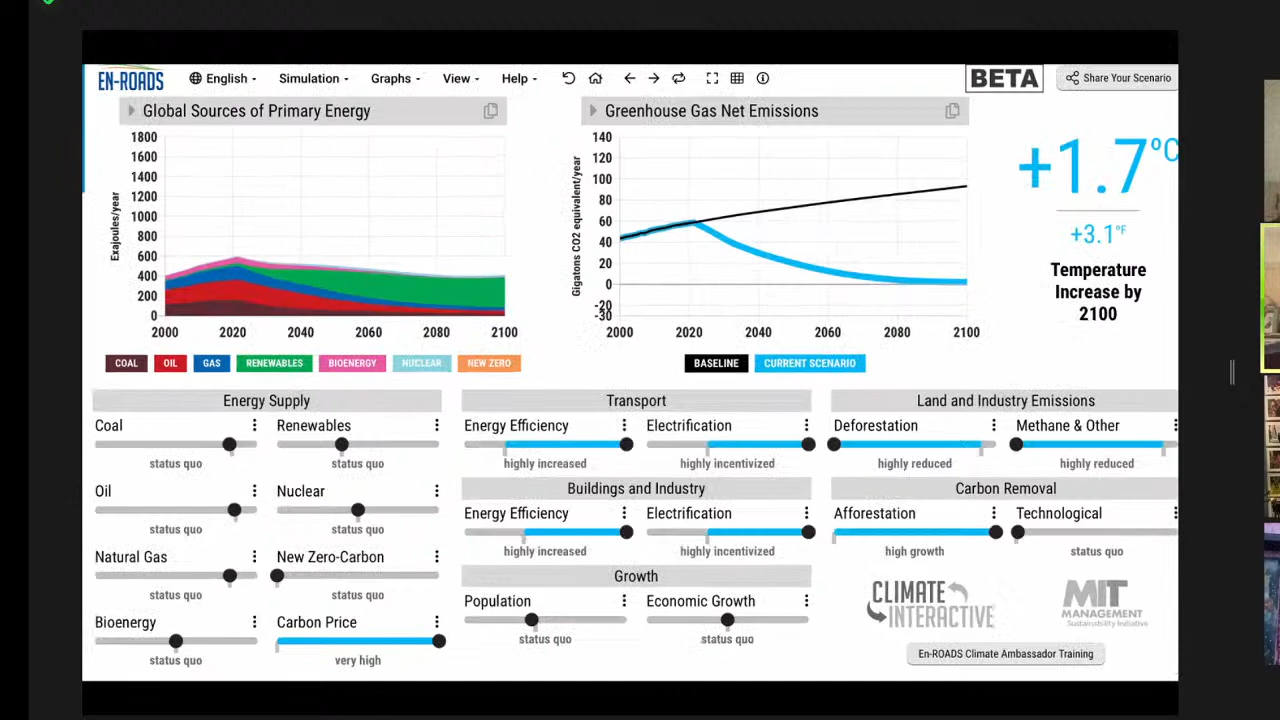 EN-ROADS English Simulation Graphs View Help BETA Share Your Scenario
Global Sources of Primary Energy
Exajoules/year
1800
1600
1400
1200
1000
800
600
400
200
0
2000 2020 2040 2060 2080 2100
COAL OIL GAS RENEWABLES BIOENERGY NUCLEAR NEW ZERO
Greenhouse Gas Net Emissions
Gigatons CO2 equivalent/year
140
120
100
80
60
40
20
0
-20
-30
2000 2020 2040 2060 2080 2100
BASELINE CURRENT SCENARIO
+1.7°C
+3.1°F
Temperature
Increase by
2100
Energy Supply
Coal
status quo
Renewables
status quo
Oil
status quo
Nuclear
status quo
Natural Gas
status quo
New Zero-Carbon
status quo
Bioenergy
status quo
Carbon Price
very high
Transport
Energy Efficiency
highly increased
Electrification
highly incentivized
Buildings and Industry
Energy Efficiency
highly increased
Electrification
highly incentivized
Growth
Population
status quo
Economic Growth
status quo
Land and Industry Emissions
Deforestation
highly reduced
Methane & Other
highly reduced
Carbon Removal
Afforestation
high growth
Technological
status quo
CLIMATE
INTERACTIVE
MIT
MANAGEMENT
Sustainability Initiative
En-ROADS Climate Ambassador Training